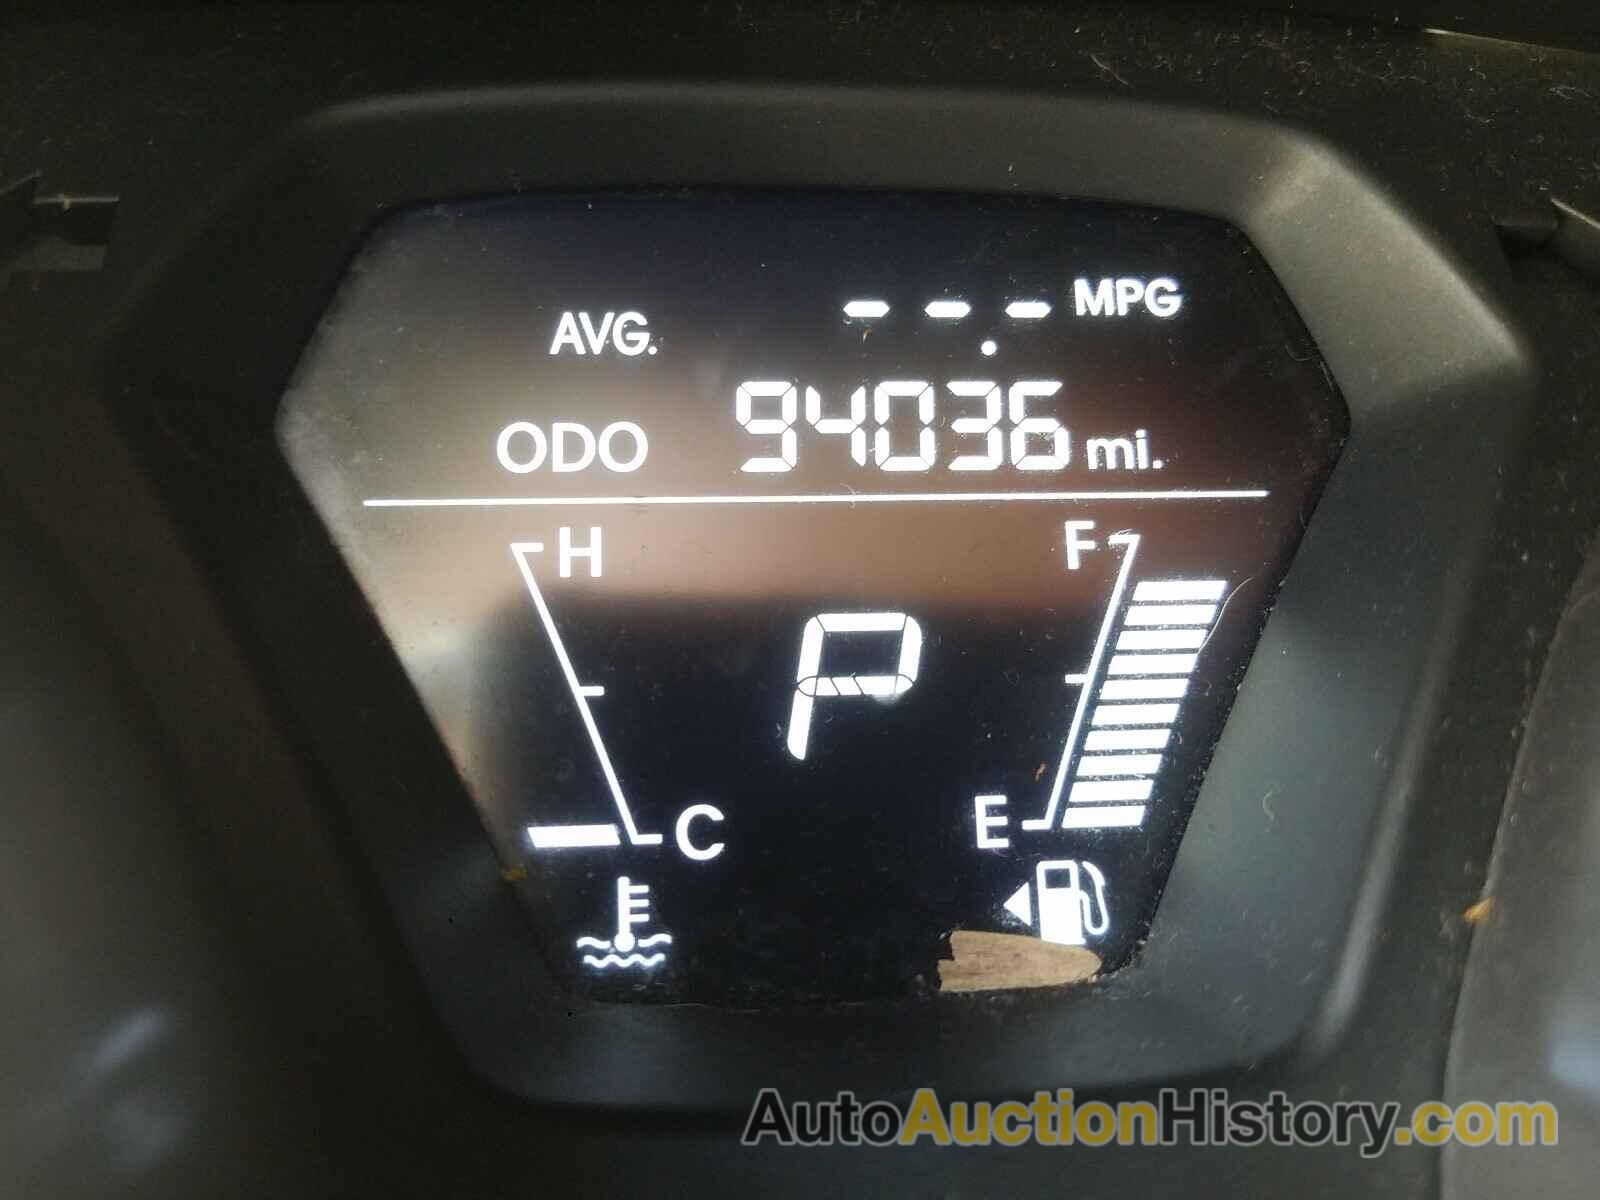 AVG. ---.- MPG
ODO 94036 mi.
H F
P
C E
AutoAuctionHistory.com